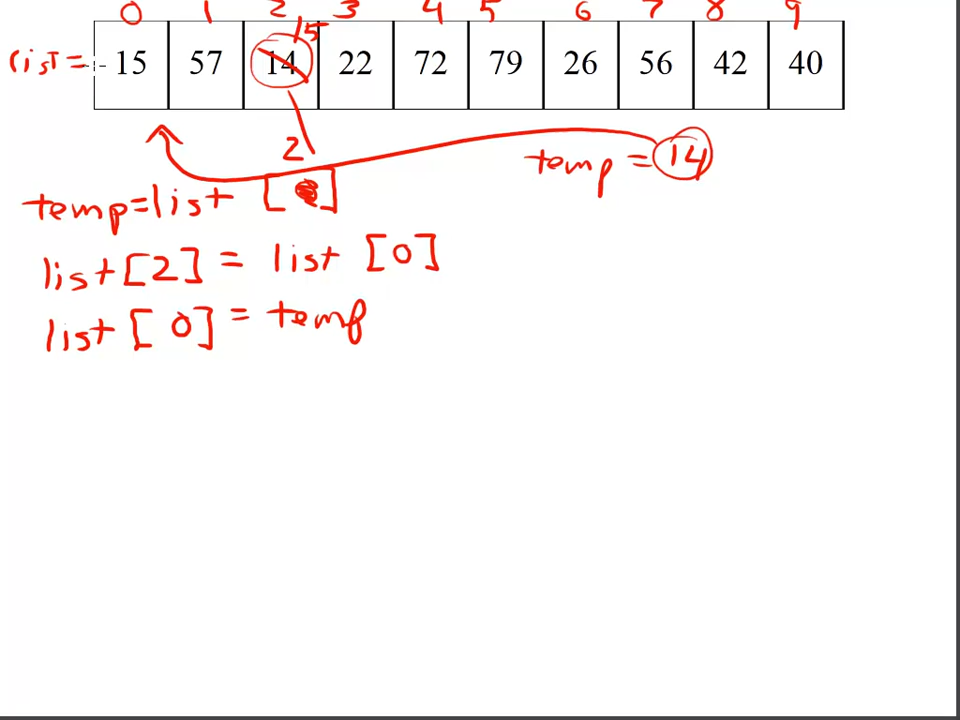 0 1 2 3 4 5 6 7 8 9
15
list = 15 57 14 22 72 79 26 56 42 40
2
temp = 14
temp = list [ ]
list [2] = list [0]
list [0] = temp